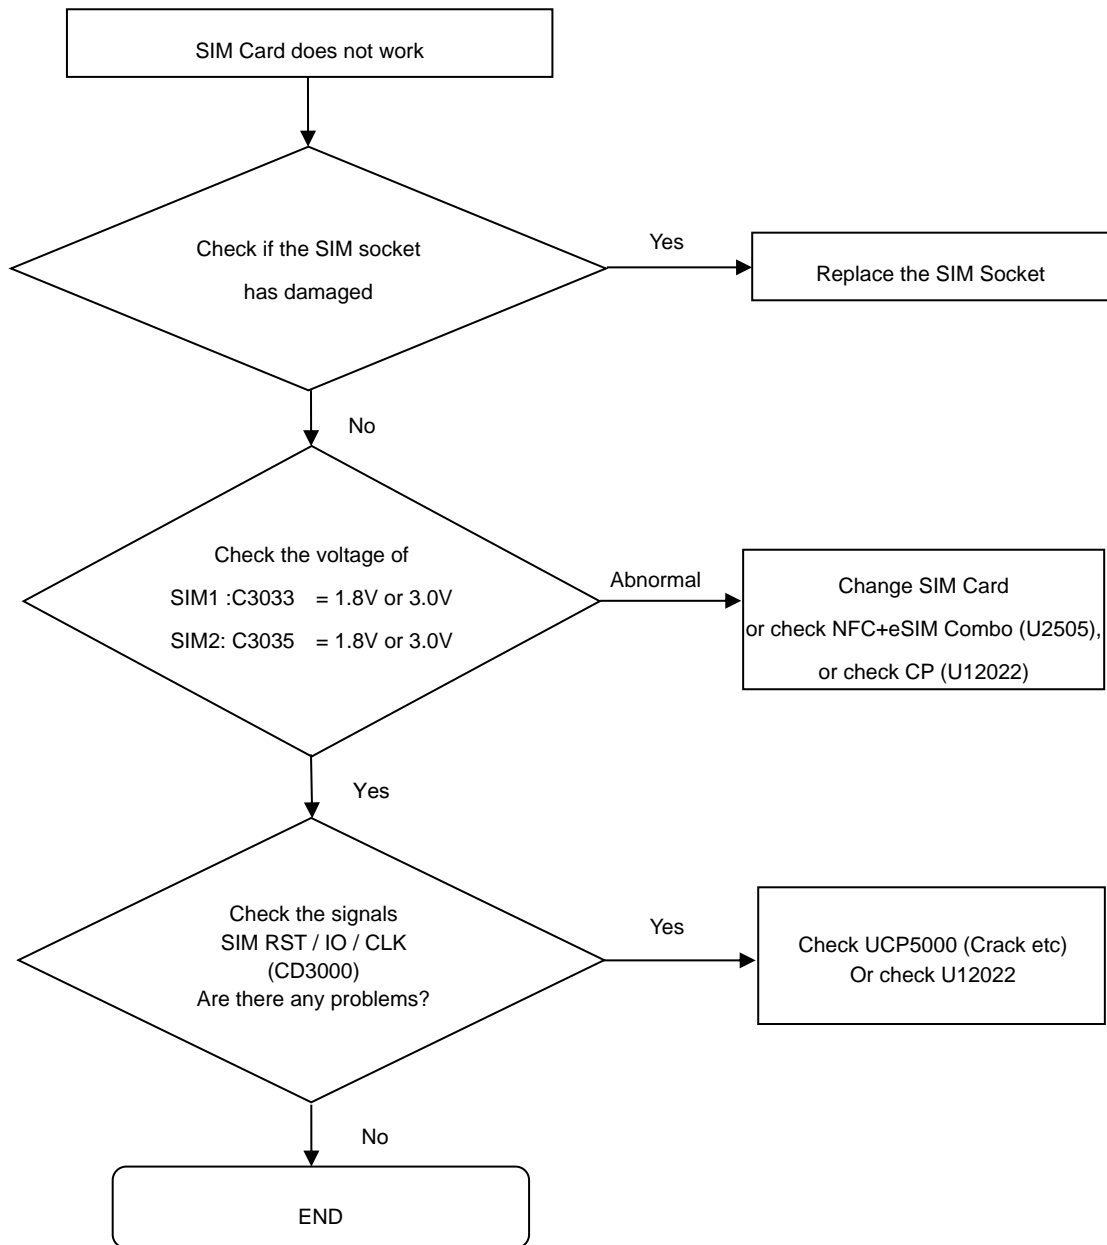 SIM Card does not work
Check if the SIM socket
has damaged
Yes
Replace the SIM Socket
No
Check the voltage of
SIM1 :C3033 = 1.8V or 3.0V
SIM2: C3035 = 1.8V or 3.0V
Abnormal
Change SIM Card
or check NFC+eSIM Combo (U2505),
or check CP (U12022)
Yes
Check the signals
SIM RST / IO / CLK
(CD3000)
Are there any problems?
Yes
Check UCP5000 (Crack etc)
Or check U12022
No
END